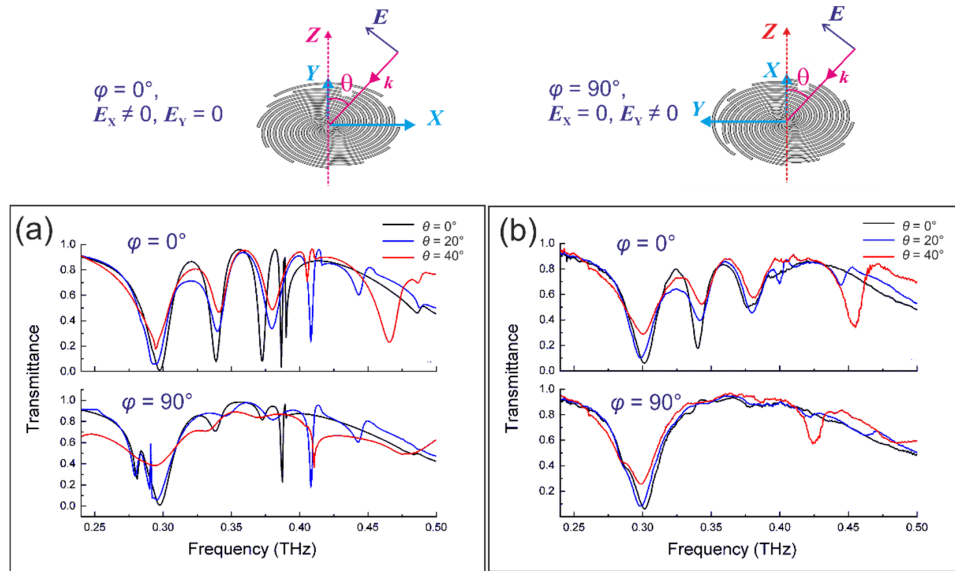 E
Z
Y
θ
k
X
φ = 0°,
E_X ≠ 0, E_Y = 0
E
Z
X
θ
k
Y
φ = 90°,
E_X = 0, E_Y ≠ 0
(a)
φ = 0°
θ = 0°
θ = 20°
θ = 40°
1.0
0.8
0.6
0.4
0.2
0.0
φ = 90°
1.0
0.8
0.6
0.4
0.2
0.0
Transmittance
0.25 0.30 0.35 0.40 0.45 0.50
Frequency (THz)
(b)
φ = 0°
θ = 0°
θ = 20°
θ = 40°
1.0
0.8
0.6
0.4
0.2
φ = 90°
1.0
0.8
0.6
0.4
0.2
Transmittance
0.25 0.30 0.35 0.40 0.45 0.50
Frequency (THz)